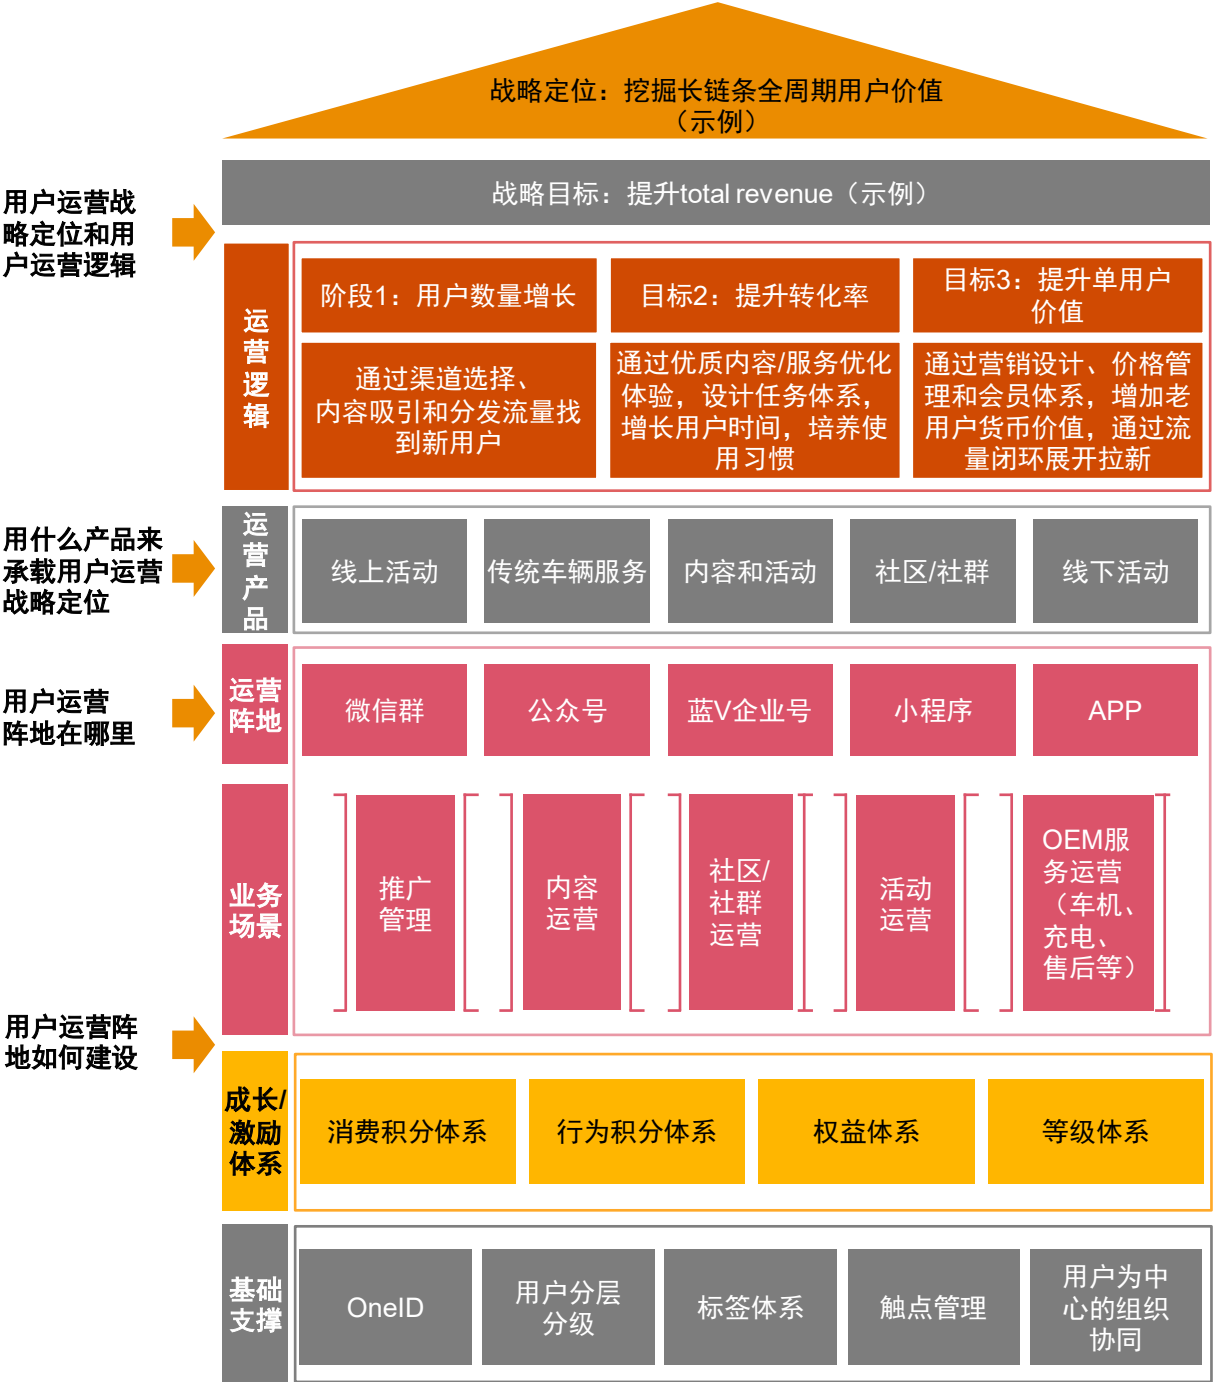 战略定位：挖掘长链条全周期用户价值
（示例）
战略目标：提升total revenue（示例）
用户运营战
略定位和用
户运营逻辑
运
营
逻
辑
阶段1：用户数量增长
目标2：提升转化率
目标3：提升单用户
价值
通过渠道选择、
内容吸引和分发流量找
到新用户
通过优质内容/服务优化
体验，设计任务体系，
增长用户时间，培养使
用习惯
通过营销设计、价格管
理和会员体系，增加老
用户货币价值，通过流
量闭环展开拉新
用什么产品来
承载用户运营
战略定位
运
营
产
品
线上活动
传统车辆服务
内容和活动
社区/社群
线下活动
用户运营
阵地在哪里
运营
阵地
微信群
公众号
蓝V企业号
小程序
APP
业务
场景
推广
管理
内容
运营
社区/
社群
运营
活动
运营
OEM服
务运营
（车机、
充电、
售后等）
用户运营阵
地如何建设
成长/
激励
体系
消费积分体系
行为积分体系
权益体系
等级体系
基础
支撑
OneID
用户分层
分级
标签体系
触点管理
用户为中
心的组织
协同